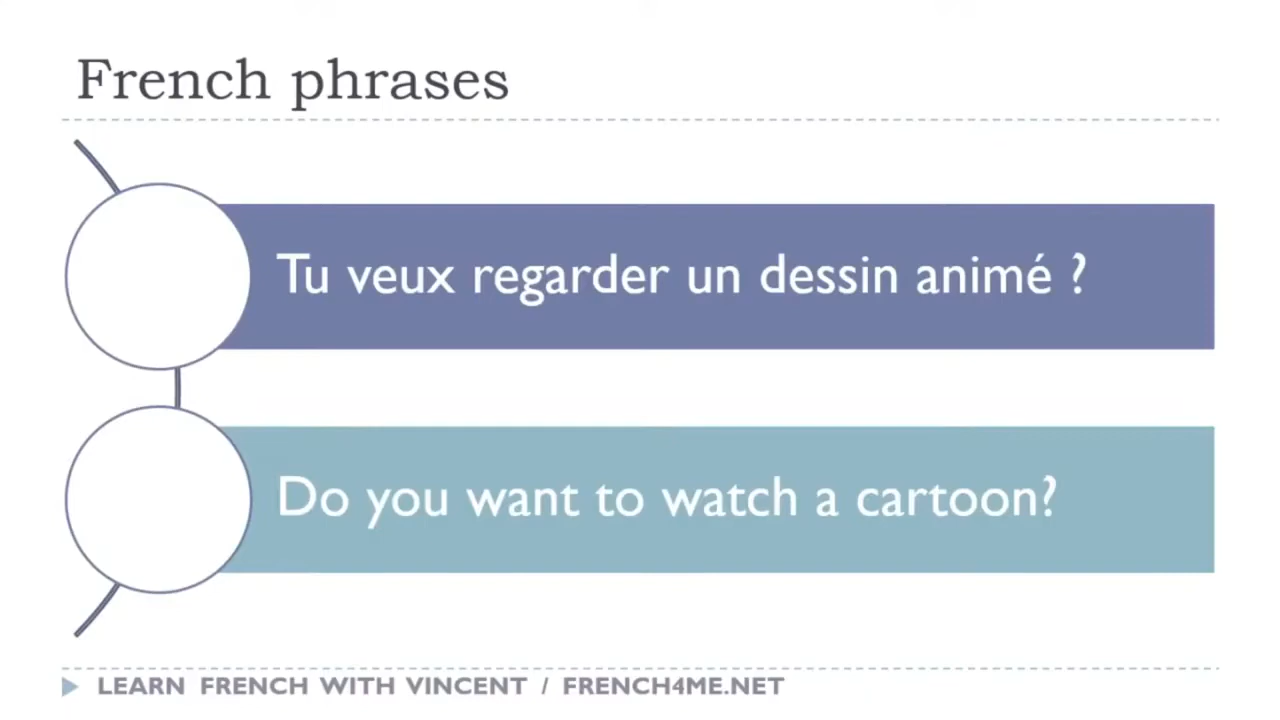 French phrases
Tu veux regarder un dessin animé ?
Do you want to watch a cartoon?
LEARN FRENCH WITH VINCENT / FRENCH4ME.NET